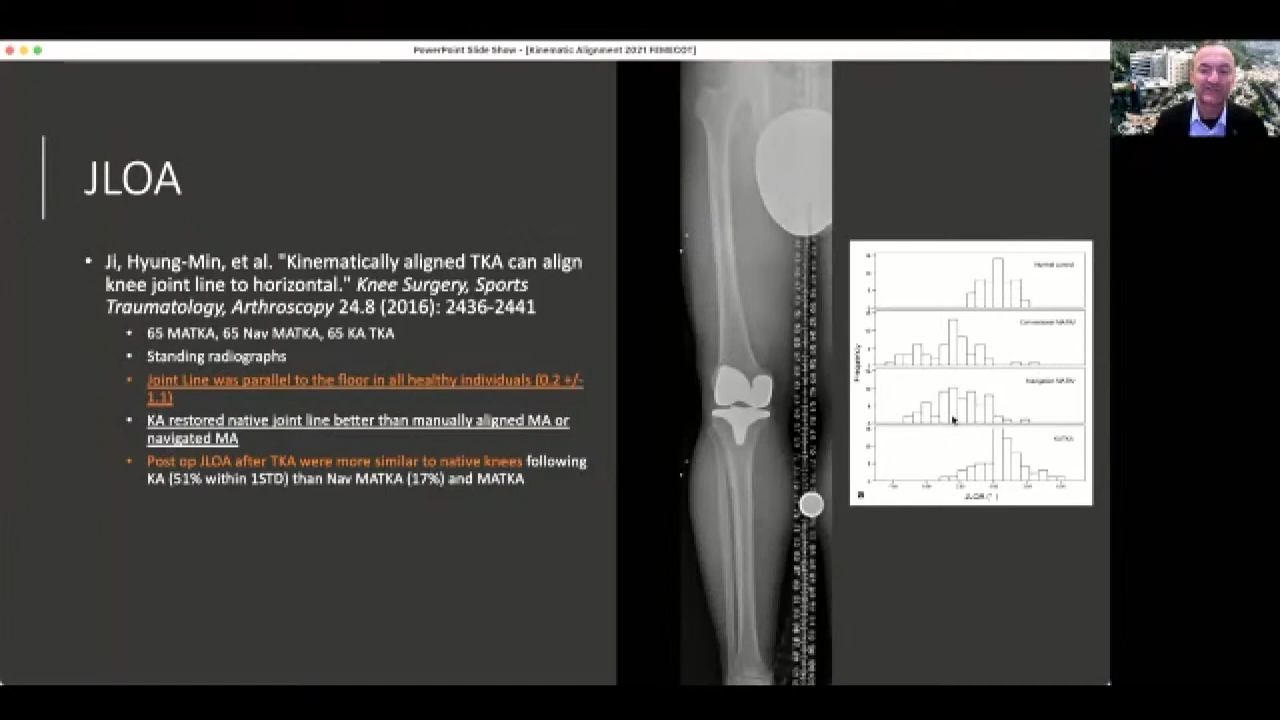 PowerPoint Slide Show - [Kinematic Alignment 2021 FEMECOT]
JLOA
• Ji, Hyung-Min, et al. "Kinematically aligned TKA can align
knee joint line to horizontal." Knee Surgery, Sports
Traumatology, Arthroscopy 24.8 (2016): 2436-2441
• 65 MATKA, 65 Nav MATKA, 65 KA TKA
• Standing radiographs
• Joint Line was parallel to the floor in all healthy individuals (0.2 +/-
1.1)
• KA restored native joint line better than manually aligned MA or
navigated MA
• Post op JLOA after TKA were more similar to native knees following
KA (51% within 1STD) than Nav MATKA (17%) and MATKA
Normal control
Frequency
JLOA (°)